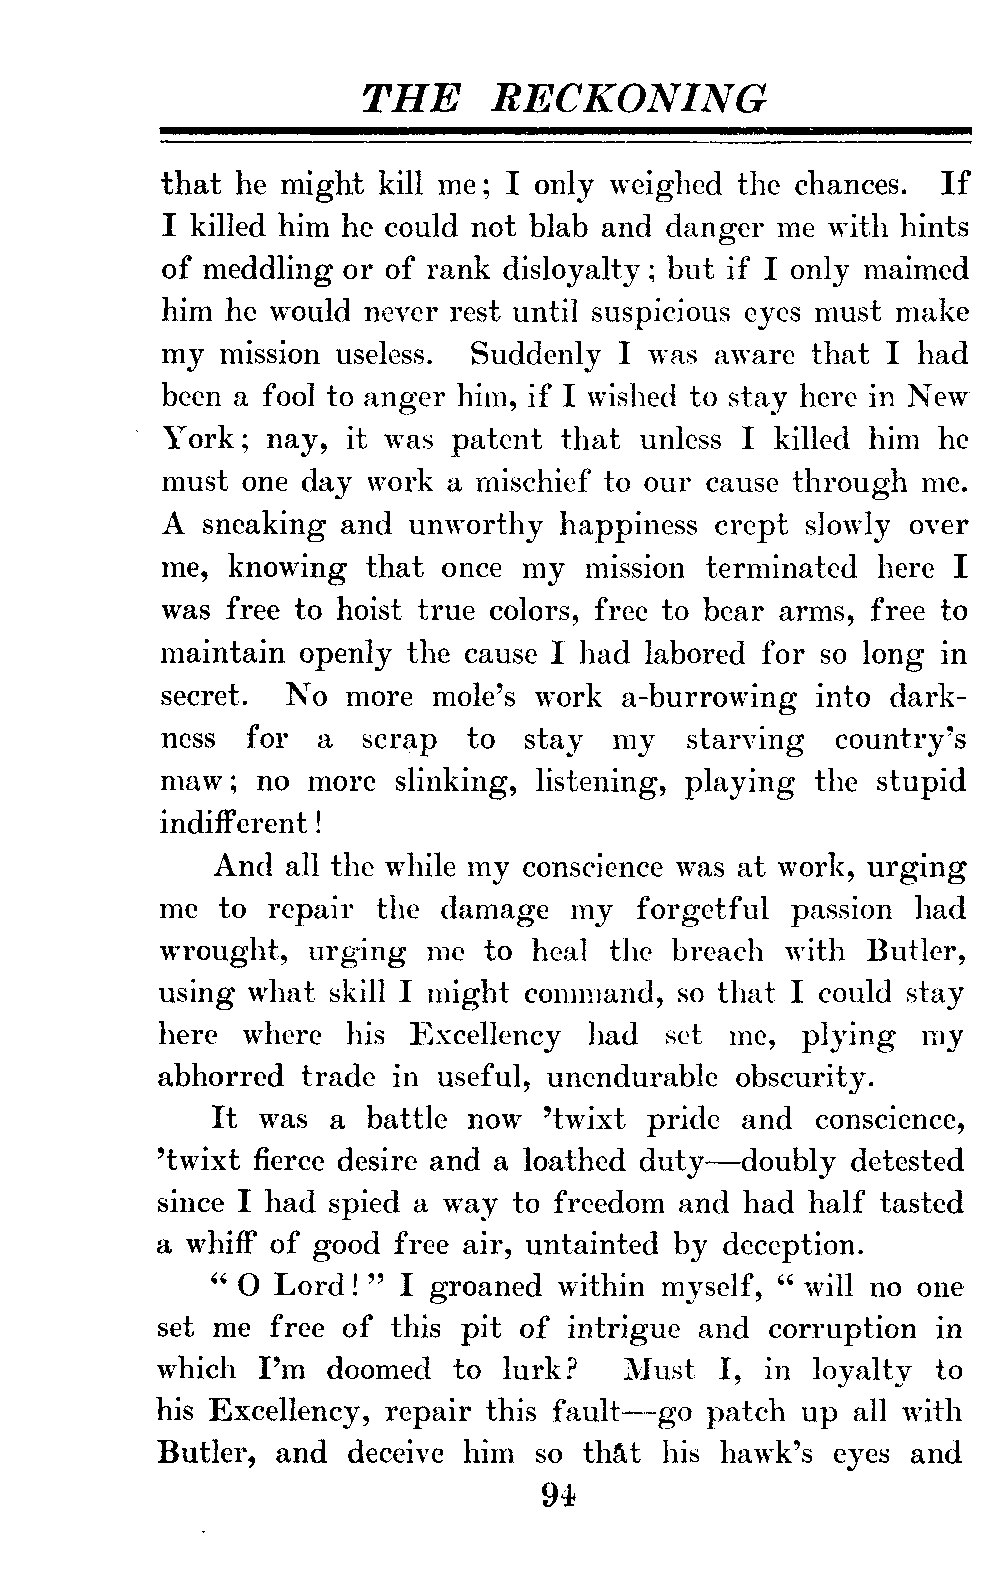 THE RECKONING
that he might kill me; I only weighed the chances. If
I killed him he could not blab and danger me with hints
of meddling or of rank disloyalty; but if I only maimed
him he would never rest until suspicious eyes must make
my mission useless. Suddenly I was aware that I had
been a fool to anger him, if I wished to stay here in New
York; nay, it was patent that unless I killed him he
must one day work a mischief to our cause through me.
A sneaking and unworthy happiness crept slowly over
me, knowing that once my mission terminated here I
was free to hoist true colors, free to bear arms, free to
maintain openly the cause I had labored for so long in
secret. No more mole's work a-burrowing into dark-
ness for a scrap to stay my starving country's
maw; no more slinking, listening, playing the stupid
indifferent!
And all the while my conscience was at work, urging
me to repair the damage my forgetful passion had
wrought, urging me to heal the breach with Butler,
using what skill I might command, so that I could stay
here where his Excellency had set me, plying my
abhorred trade in useful, unendurable obscurity.
It was a battle now 'twixt pride and conscience,
'twixt fierce desire and a loathed duty—doubly detested
since I had spied a way to freedom and had half tasted
a whiff of good free air, untainted by deception.
"O Lord!" I groaned within myself, "will no one
set me free of this pit of intrigue and corruption in
which I'm doomed to lurk? Must I, in loyalty to
his Excellency, repair this fault—go patch up all with
Butler, and deceive him so that his hawk's eyes and
94